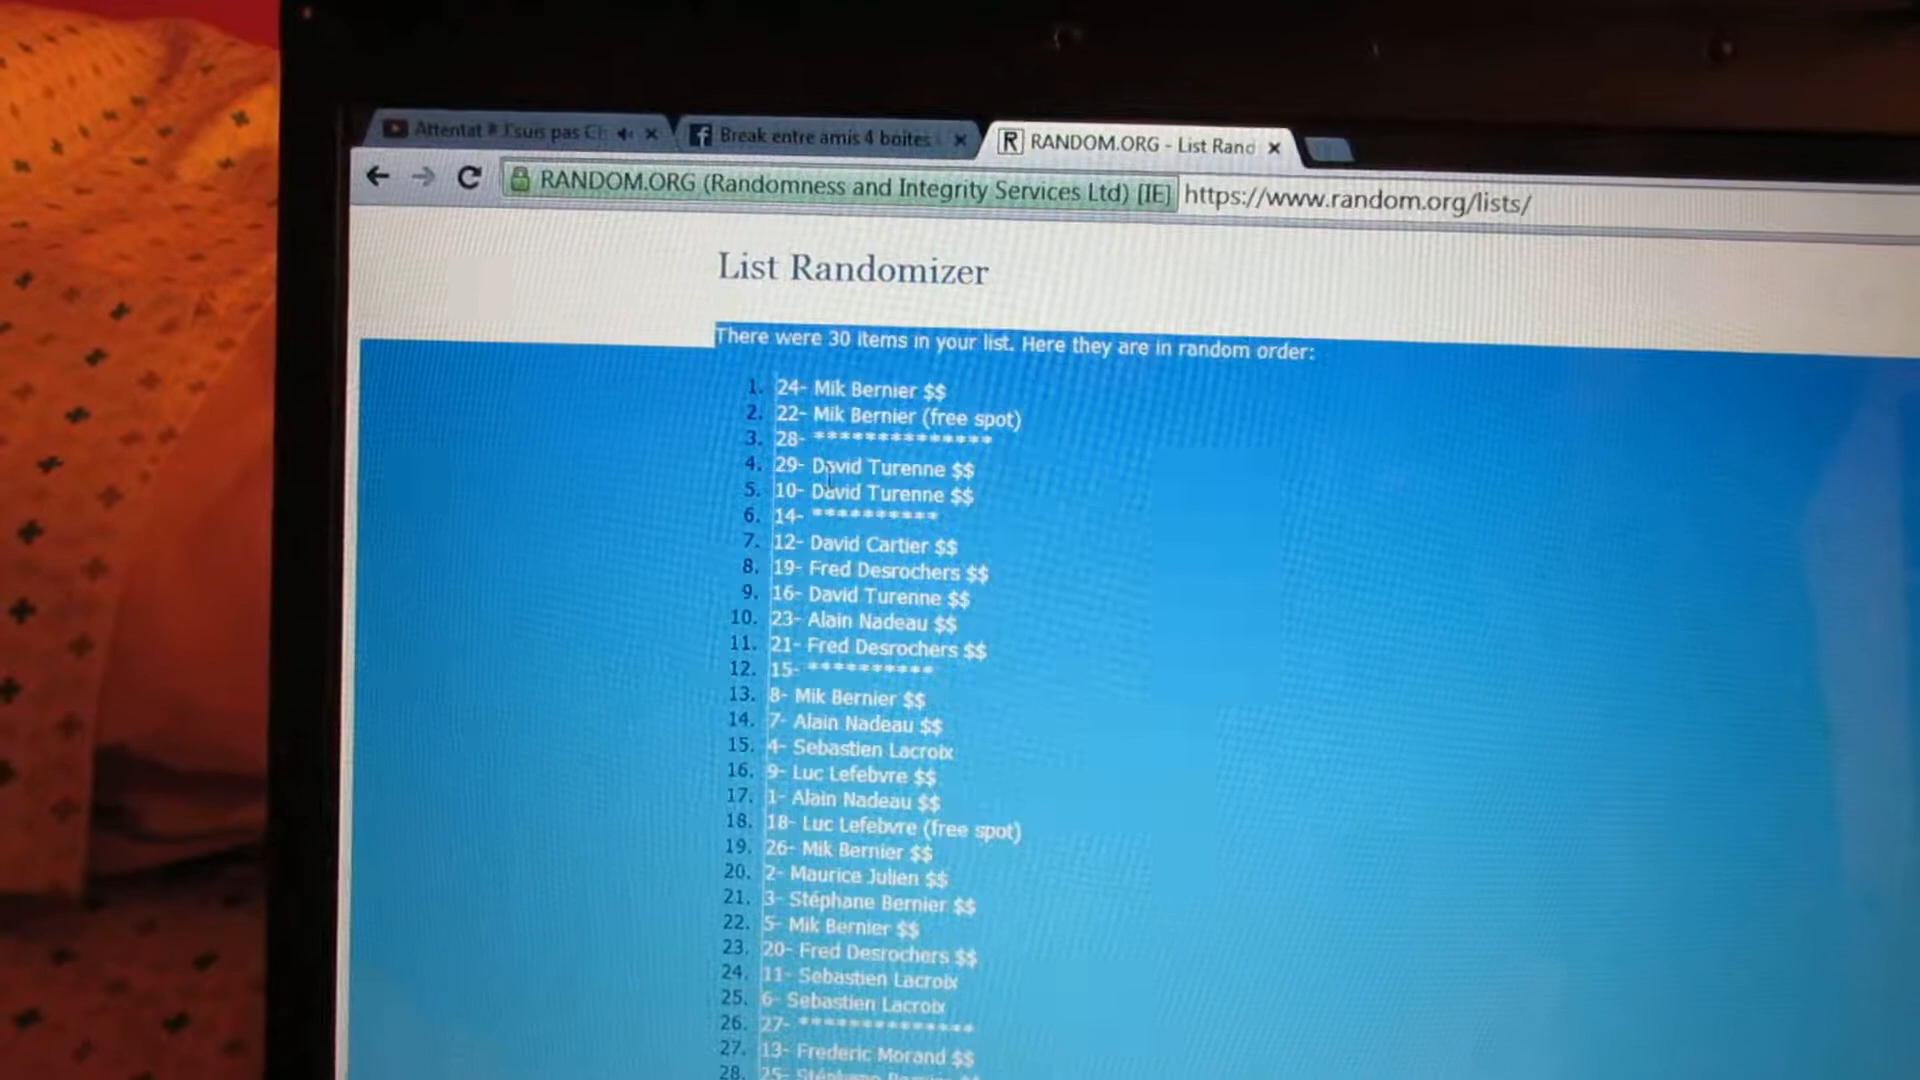 Attentat # J'suis pas Ch
Break entre amis 4 boites
RANDOM.ORG - List Rand
RANDOM.ORG (Randomness and Integrity Services Ltd) [IE] https://www.random.org/lists/
List Randomizer
There were 30 items in your list. Here they are in random order:
1. 24- Mik Bernier $$
2. 22- Mik Bernier (free spot)
3. 28- **************
4. 29- David Turenne $$
5. 10- David Turenne $$
6. 14- **********
7. 12- David Cartier $$
8. 19- Fred Desrochers $$
9. 16- David Turenne $$
10. 23- Alain Nadeau $$
11. 21- Fred Desrochers $$
12. 15- **********
13. 8- Mik Bernier $$
14. 7- Alain Nadeau $$
15. 4- Sebastien Lacroix
16. 9- Luc Lefebvre $$
17. 1- Alain Nadeau $$
18. 18- Luc Lefebvre (free spot)
19. 26- Mik Bernier $$
20. 2- Maurice Julien $$
21. 3- Stéphane Bernier $$
22. 5- Mik Bernier $$
23. 20- Fred Desrochers $$
24. 11- Sebastien Lacroix
25. 6- Sebastien Lacroix
26. 27- **************
27. 13- Frederic Morand $$
28. 25- Stéphane Bernier $$